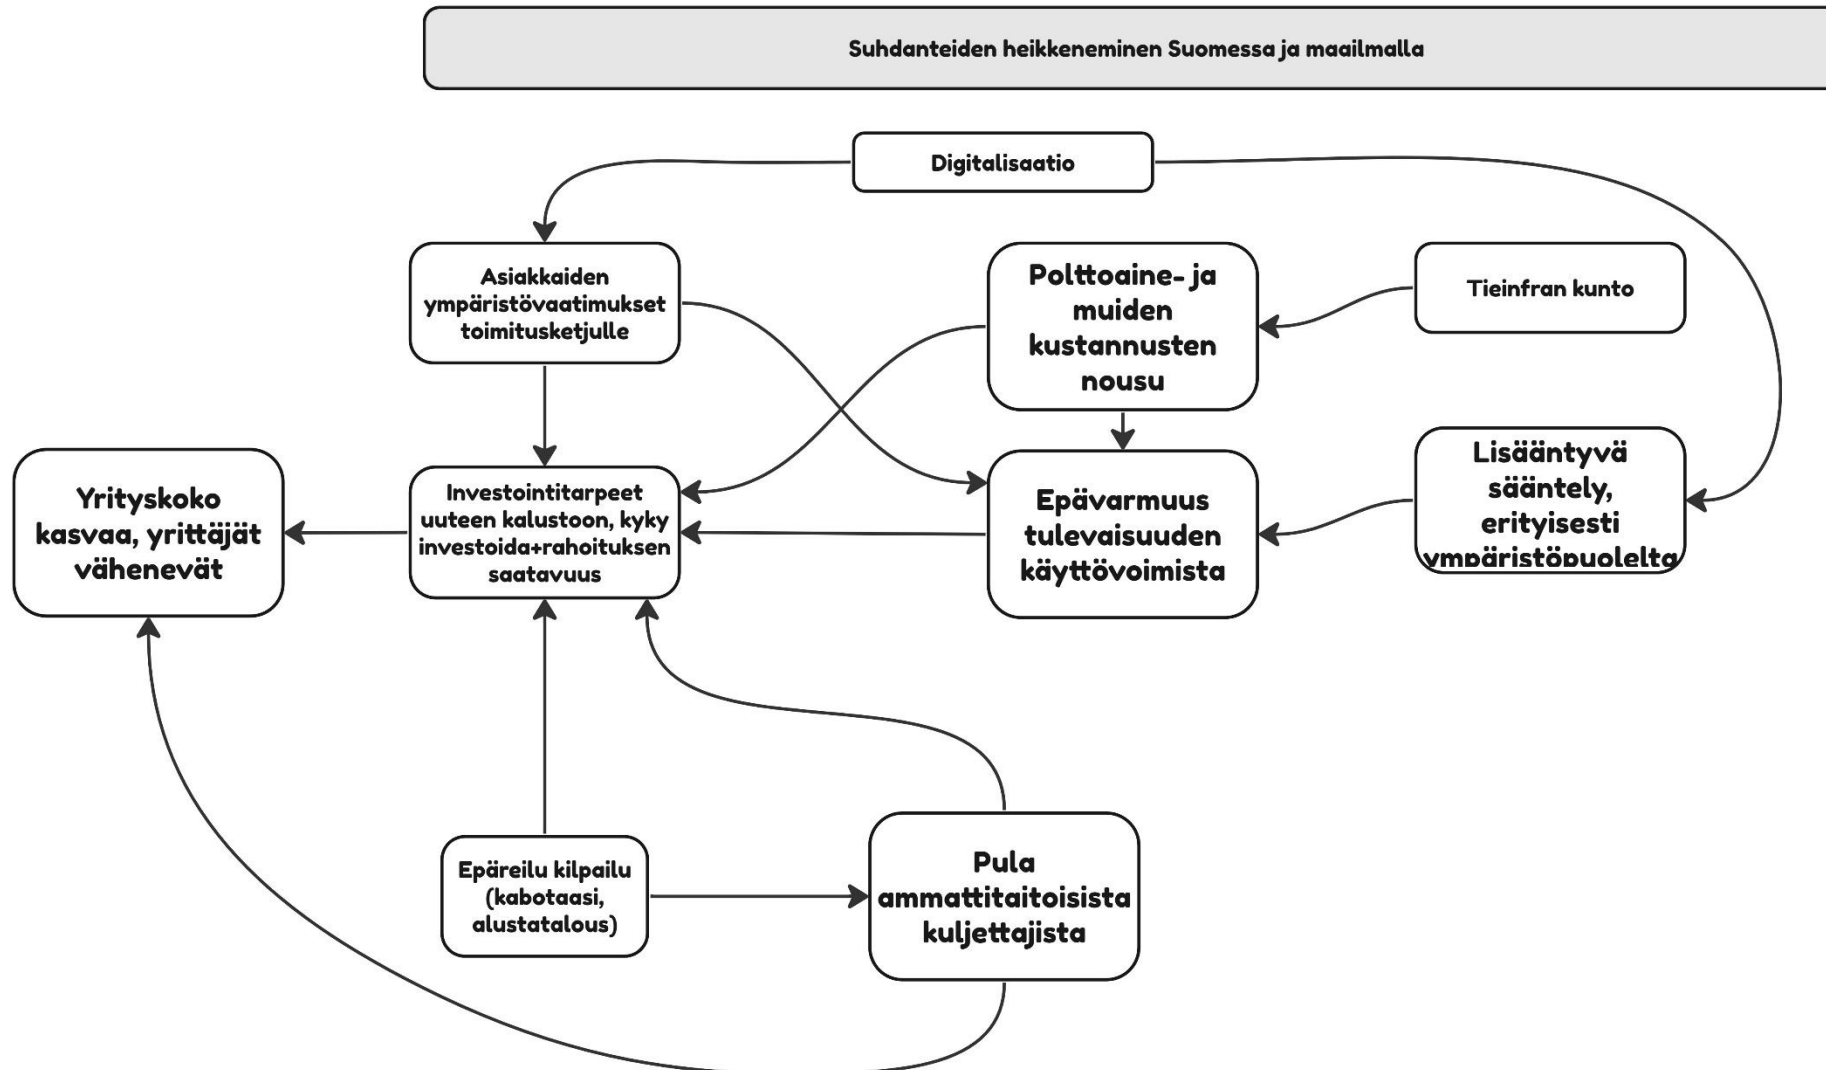 Suhdanteiden heikkeneminen Suomessa ja maailmalla
Digitalisaatio
Asiakkaiden
ympäristövaatimukset
toimitusketjulle
Polttoaine- ja
muiden
kustannusten
nousu
Tieinfran kunto
Yrityskoko
kasvaa, yrittäjät
vähenevät
Investointitarpeet
uuteen kalustoon, kyky
investoida+rahoituksen
saatavuus
Epävarmuus
tulevaisuuden
käyttövoimista
Lisääntyvä
sääntely,
erityisesti
ympäristöpuolelta
Epäreilu kilpailu
(kabotaasi,
alustatalous)
Pula
ammattitaitoisista
kuljettajista